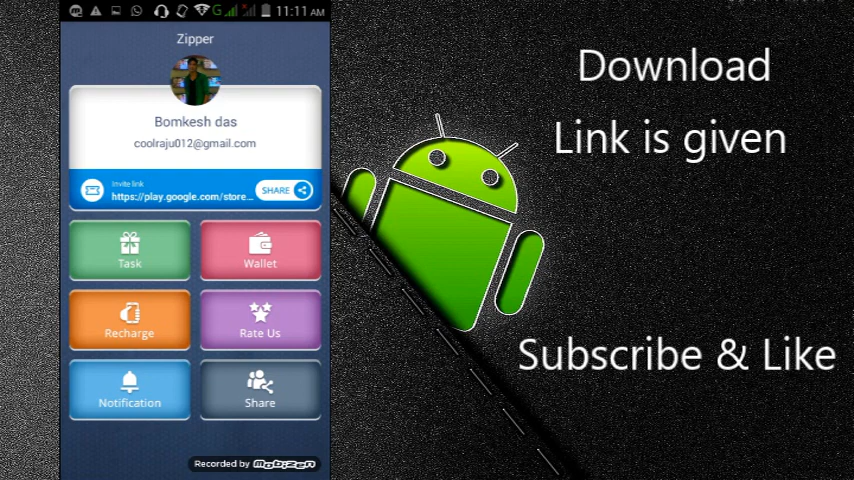 11:11 AM
Zipper
Bomkesh das
coolraju012@gmail.com
Invite link
https://play.google.com/store...
SHARE
Task
Wallet
Recharge
Rate Us
Notification
Share
Recorded by mobizen
Download
Link is given
Subscribe & Like